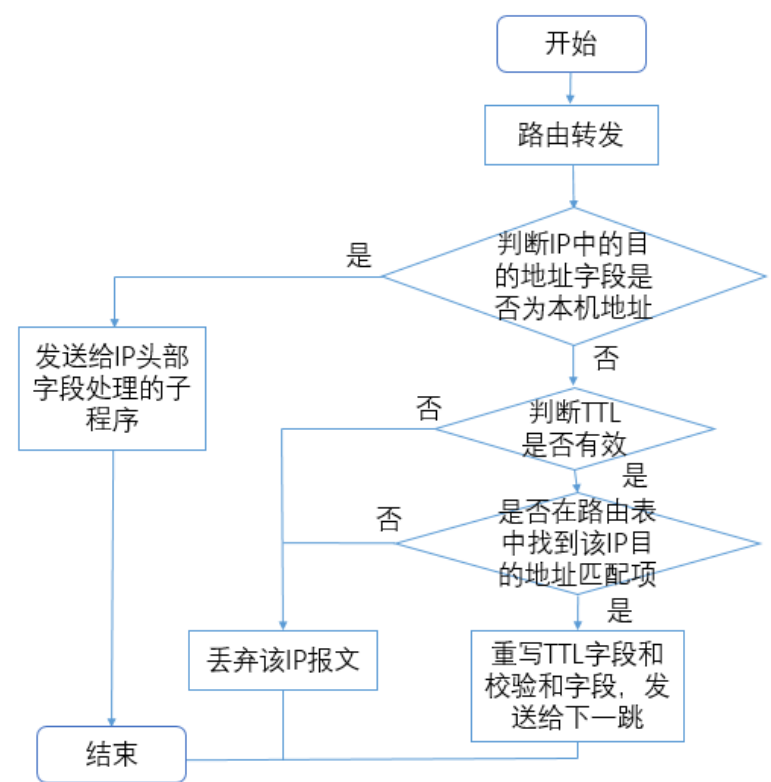 开始
路由转发
判断IP中的目
的地址字段是
否为本机地址
是
否
发送给IP头部
字段处理的子
程序
判断TTL
是否有效
否
是
是否在路由表
中找到该IP目
的地址匹配项
否
是
丢弃该IP报文
重写TTL字段和
校验和字段，发
送给下一跳
结束